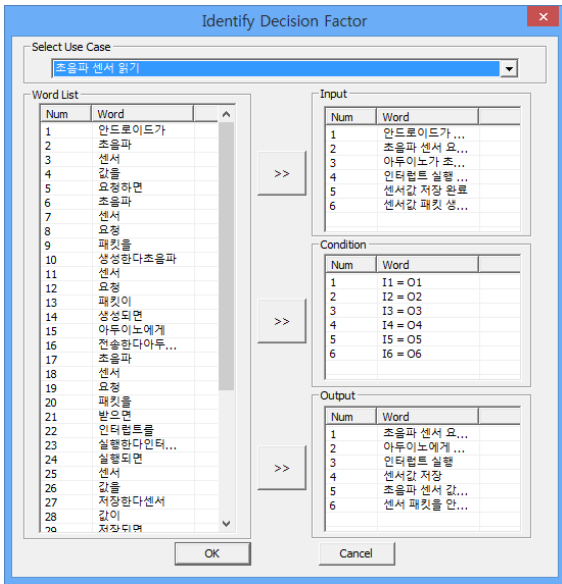 Identify Decision Factor
Select Use Case
초음파 센서 읽기
Word List
Num Word
1 안드로이드가
2 초음파
3 센서
4 값을
5 요청하면
6 초음파
7 센서
8 요청
9 패킷을
10 생성한다초음파
11 센서
12 요청
13 패킷이
14 생성되면
15 아두이노에게
16 전송한다아두...
17 초음파
18 센서
19 요청
20 패킷을
21 받으면
22 인터럽트를
23 실행한다인터...
24 실행되면
25 센서
26 값을
27 저장한다센서
28 값이
29 저장되면
>>
>>
>>
Input
Num Word
1 안드로이드가 ...
2 초음파 센서 요...
3 아두이노가 초...
4 인터럽트 실행 ...
5 센서값 저장 완료
6 센서값 패킷 생...
Condition
Num Word
1 I1 = O1
2 I2 = O2
3 I3 = O3
4 I4 = O4
5 I5 = O5
6 I6 = O6
Output
Num Word
1 초음파 센서 요...
2 아두이노에게 ...
3 인터럽트 실행
4 센서값 저장
5 초음파 센서 값...
6 센서 패킷을 안...
OK
Cancel